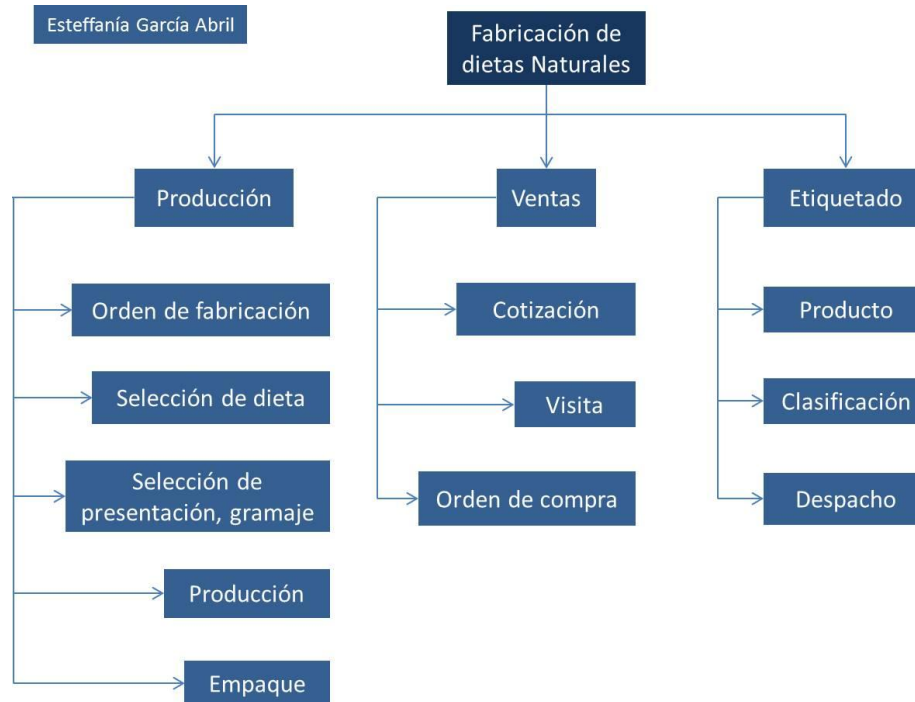 Esteffanía García Abril
Fabricación de
dietas Naturales
Producción
Ventas
Etiquetado
Orden de fabricación
Selección de dieta
Selección de
presentación, gramaje
Producción
Empaque
Cotización
Visita
Orden de compra
Producto
Clasificación
Despacho